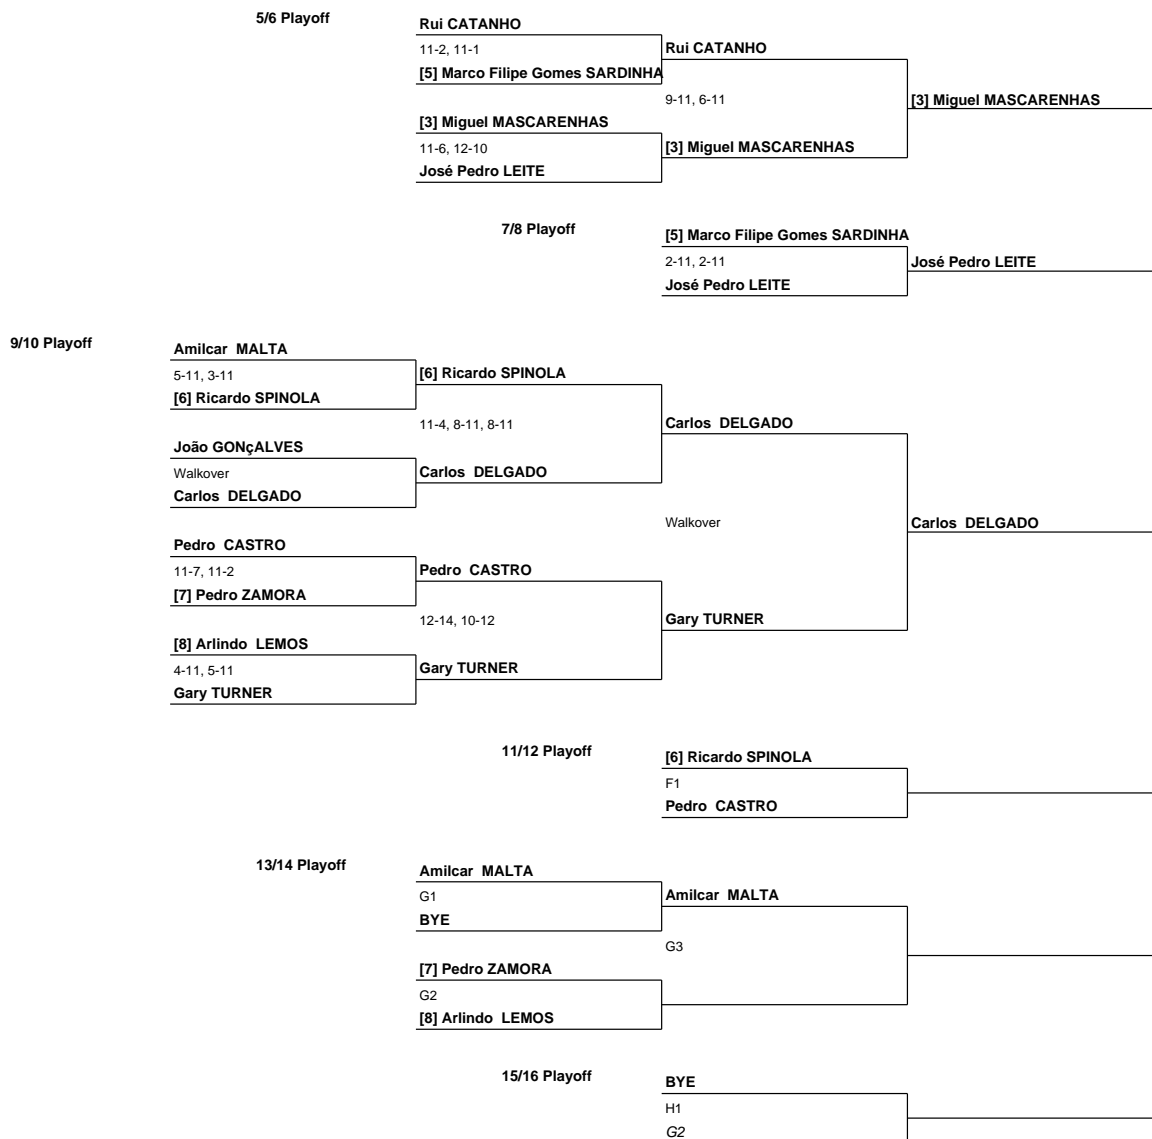 5/6 Playoff
Rui CATANHO
11-2, 11-1
[5] Marco Filipe Gomes SARDINHA
Rui CATANHO
9-11, 6-11
[3] Miguel MASCARENHAS
[3] Miguel MASCARENHAS
11-6, 12-10
José Pedro LEITE
[3] Miguel MASCARENHAS
7/8 Playoff
[5] Marco Filipe Gomes SARDINHA
2-11, 2-11
José Pedro LEITE
José Pedro LEITE
9/10 Playoff
Amilcar MALTA
5-11, 3-11
[6] Ricardo SPINOLA
[6] Ricardo SPINOLA
11-4, 8-11, 8-11
Carlos DELGADO
João GONçALVES
Walkover
Carlos DELGADO
Carlos DELGADO
Walkover
Carlos DELGADO
Pedro CASTRO
11-7, 11-2
[7] Pedro ZAMORA
Pedro CASTRO
12-14, 10-12
Gary TURNER
[8] Arlindo LEMOS
4-11, 5-11
Gary TURNER
Gary TURNER
11/12 Playoff
[6] Ricardo SPINOLA
F1
Pedro CASTRO
13/14 Playoff
Amilcar MALTA
G1
BYE
Amilcar MALTA
G3
[7] Pedro ZAMORA
G2
[8] Arlindo LEMOS
15/16 Playoff
BYE
H1
G2